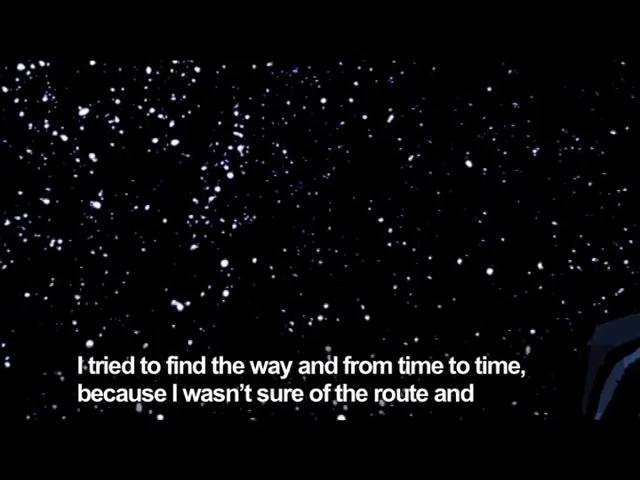 I tried to find the way and from time to time,
because I wasn't sure of the route and